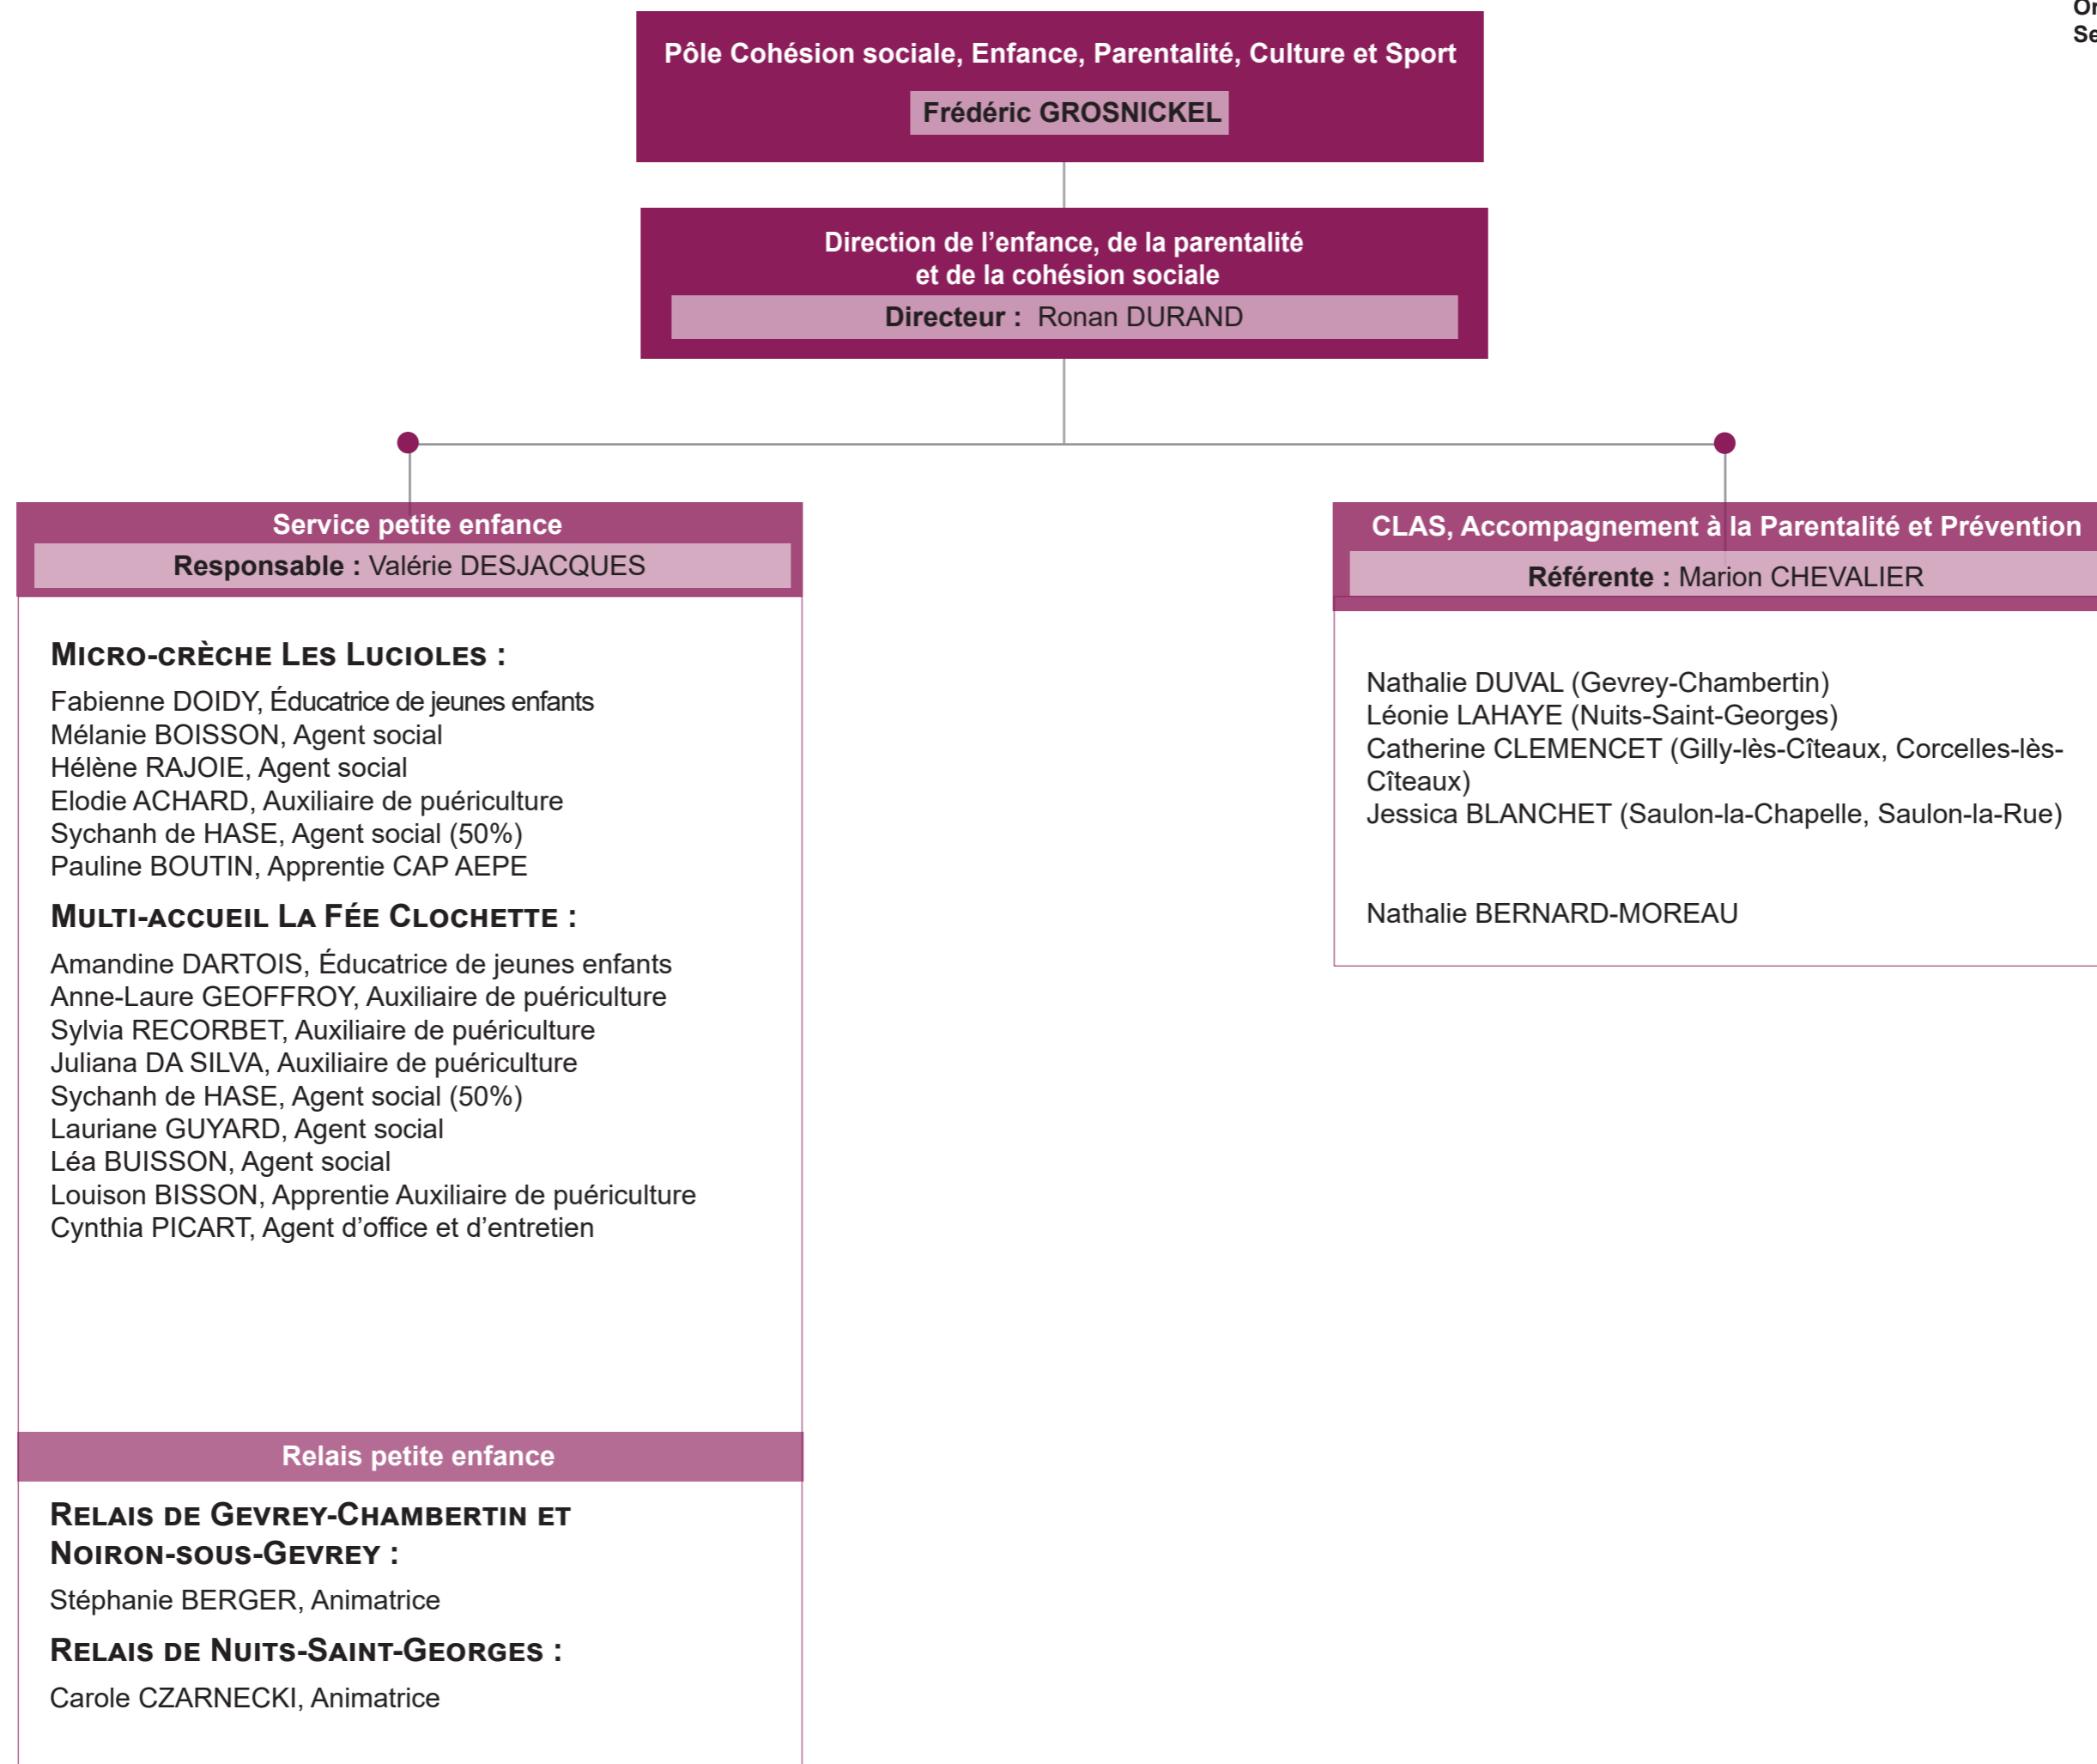 Pôle Cohésion sociale, Enfance, Parentalité, Culture et Sport
Frédéric GROSNICKEL
Direction de l’enfance, de la parentalité
et de la cohésion sociale
Directeur : Ronan DURAND
Service petite enfance
Responsable : Valérie DESJACQUES
Micro-crèche Les Lucioles :
Fabienne DOIDY, Éducatrice de jeunes enfants
Mélanie BOISSON, Agent social
Hélène RAJOIE, Agent social
Elodie ACHARD, Auxiliaire de puériculture
Sychanh de HASE, Agent social (50%)
Pauline BOUTIN, Apprentie CAP AEPE
Multi-accueil La Fée Clochette :
Amandine DARTOIS, Éducatrice de jeunes enfants
Anne-Laure GEOFFROY, Auxiliaire de puériculture
Sylvia RECORBET, Auxiliaire de puériculture
Juliana DA SILVA, Auxiliaire de puériculture
Sychanh de HASE, Agent social (50%)
Lauriane GUYARD, Agent social
Léa BUISSON, Agent social
Louison BISSON, Apprentie Auxiliaire de puériculture
Cynthia PICART, Agent d’office et d’entretien
Relais petite enfance
Relais de Gevrey-Chambertin et
Noiron-sous-Gevrey :
Stéphanie BERGER, Animatrice
Relais de Nuits-Saint-Georges :
Carole CZARNECKI, Animatrice
CLAS, Accompagnement à la Parentalité et Prévention
Référente : Marion CHEVALIER
Nathalie DUVAL (Gevrey-Chambertin)
Léonie LAHAYE (Nuits-Saint-Georges)
Catherine CLEMENCET (Gilly-lès-Cîteaux, Corcelles-lès-
Cîteaux)
Jessica BLANCHET (Saulon-la-Chapelle, Saulon-la-Rue)
Nathalie BERNARD-MOREAU